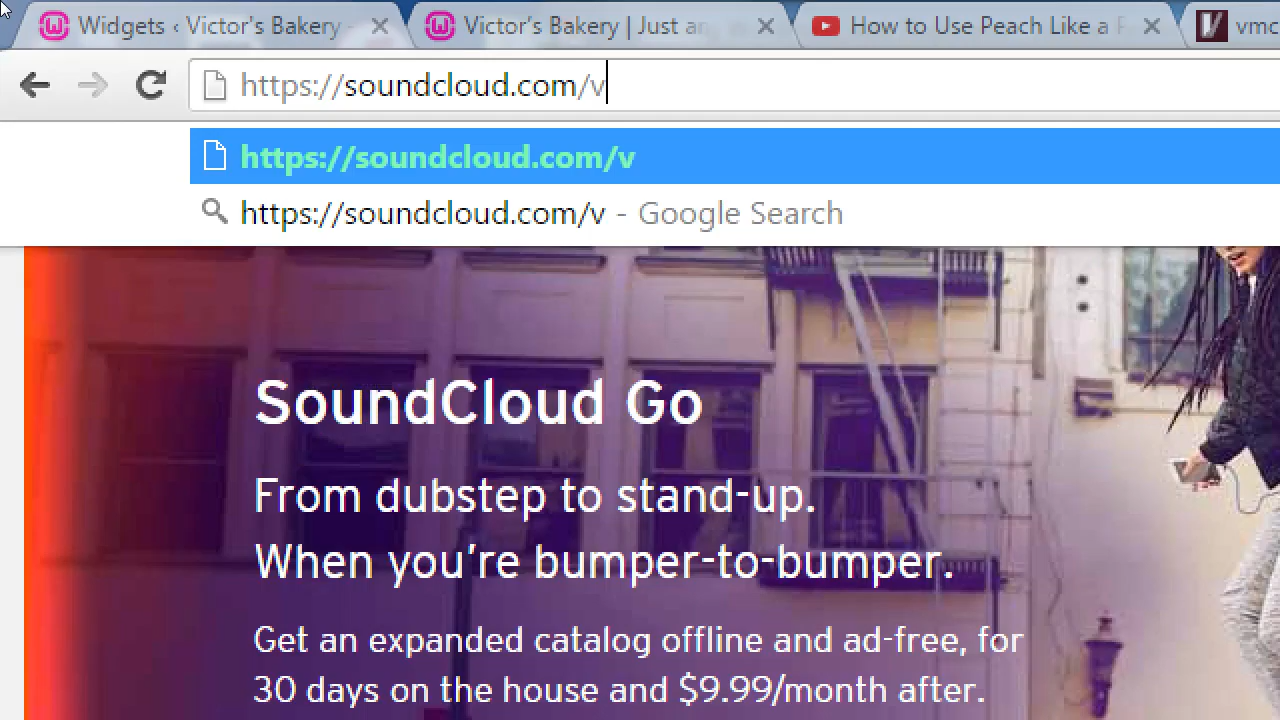 Widgets ‹ Victor's Bakery -
Victor's Bakery | Just an
How to Use Peach Like a P
vmc
https://soundcloud.com/v
https://soundcloud.com/v
https://soundcloud.com/v - Google Search
SoundCloud Go
From dubstep to stand-up.
When you're bumper-to-bumper.
Get an expanded catalog offline and ad-free, for
30 days on the house and $9.99/month after.